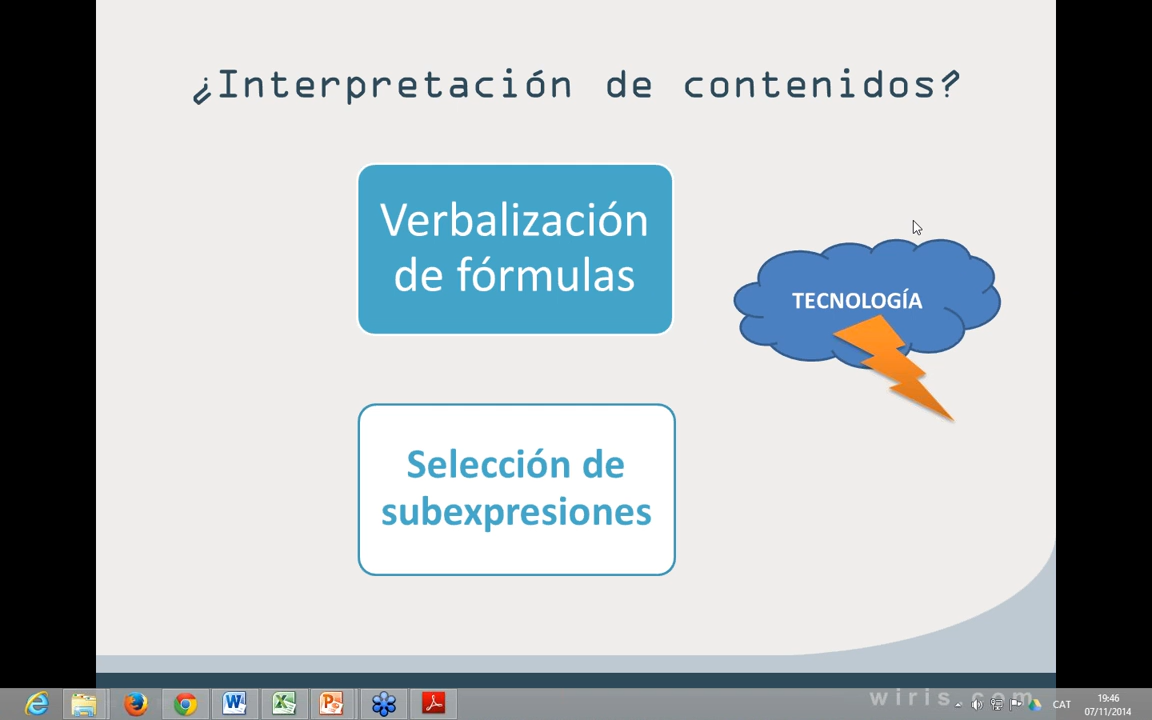 ¿Interpretación de contenidos?
Verbalización
de fórmulas
TECNOLOGÍA
Selección de
subexpresiones
wiris.com
CAT
19:46
07/11/2014